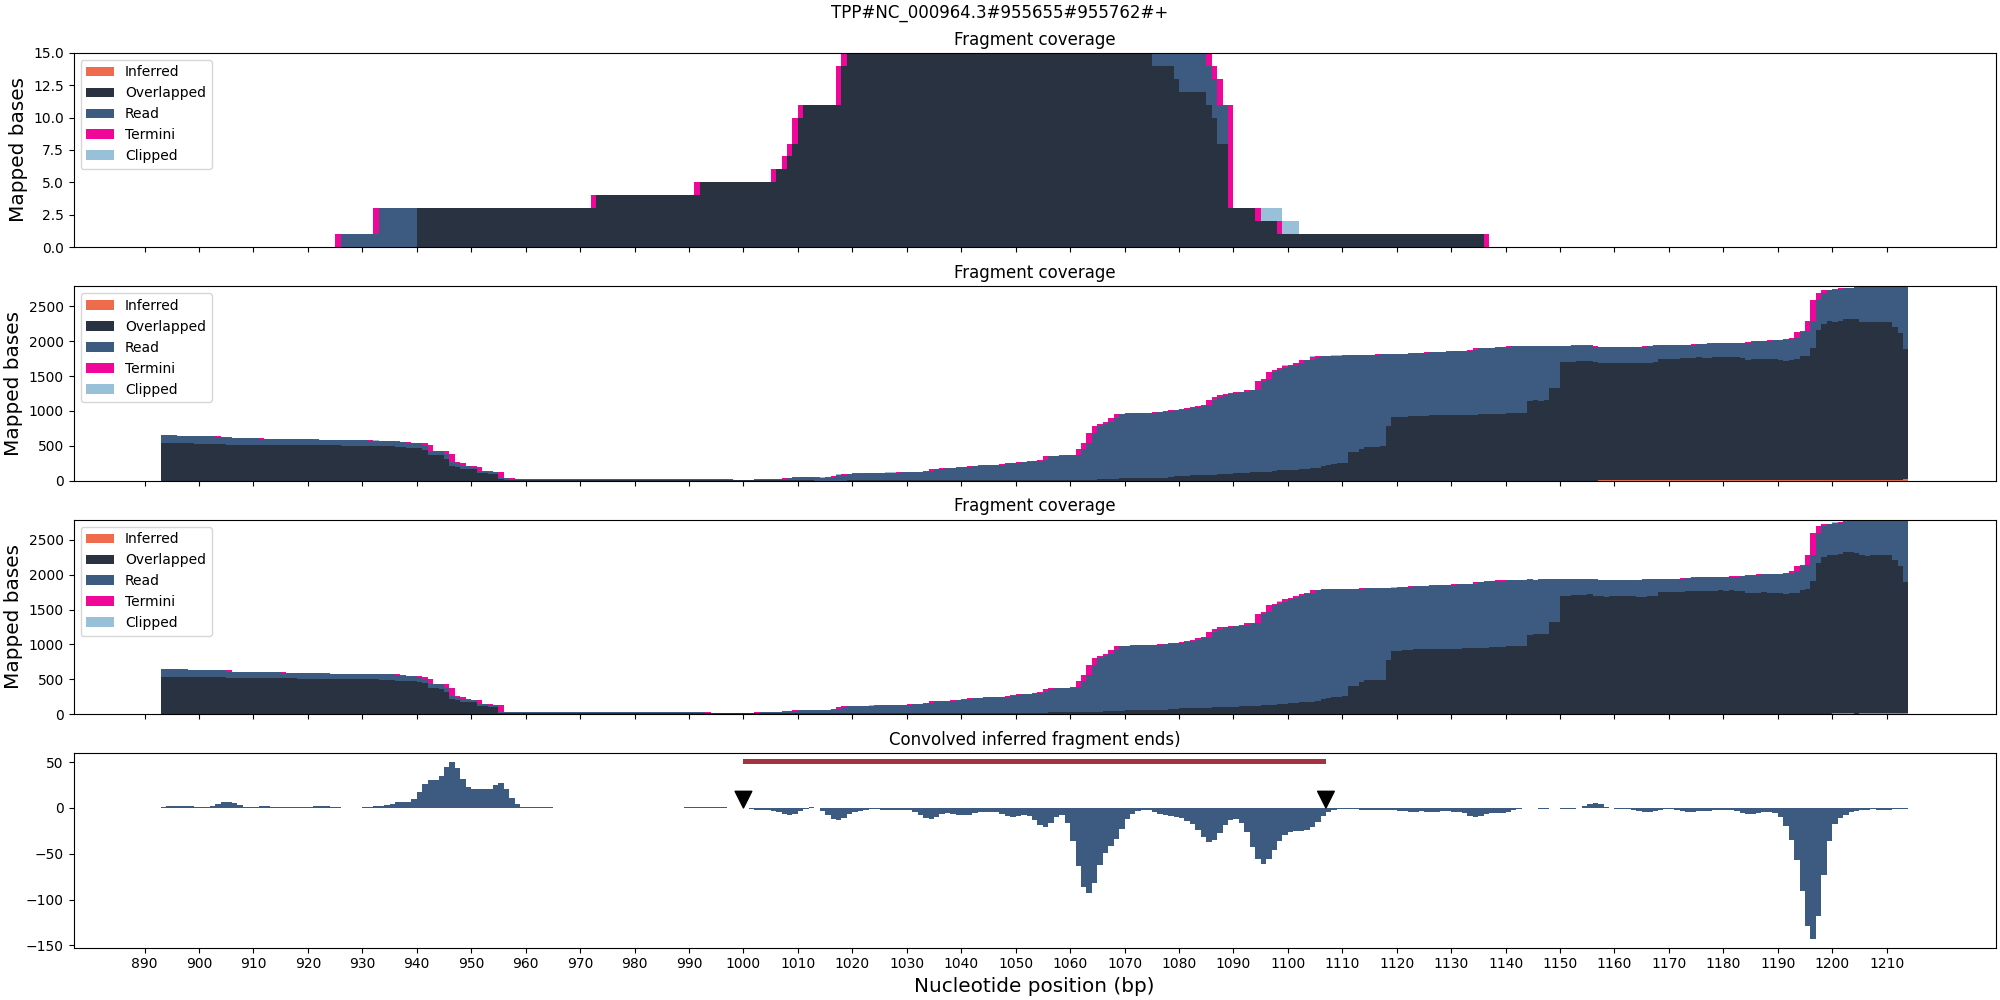 TPP#NC_000964.3#955655#955762#+
Fragment coverage
Mapped bases
15.0
12.5
10.0
7.5
5.0
2.5
0.0
Inferred
Overlapped
Read
Termini
Clipped
Fragment coverage
Mapped bases
2500
2000
1500
1000
500
0
Inferred
Overlapped
Read
Termini
Clipped
Fragment coverage
Mapped bases
2500
2000
1500
1000
500
0
Inferred
Overlapped
Read
Termini
Clipped
Convolved inferred fragment ends)
50
0
−50
−100
−150
890 900 910 920 930 940 950 960 970 980 990 1000 1010 1020 1030 1040 1050 1060 1070 1080 1090 1100 1110 1120 1130 1140 1150 1160 1170 1180 1190 1200 1210
Nucleotide position (bp)